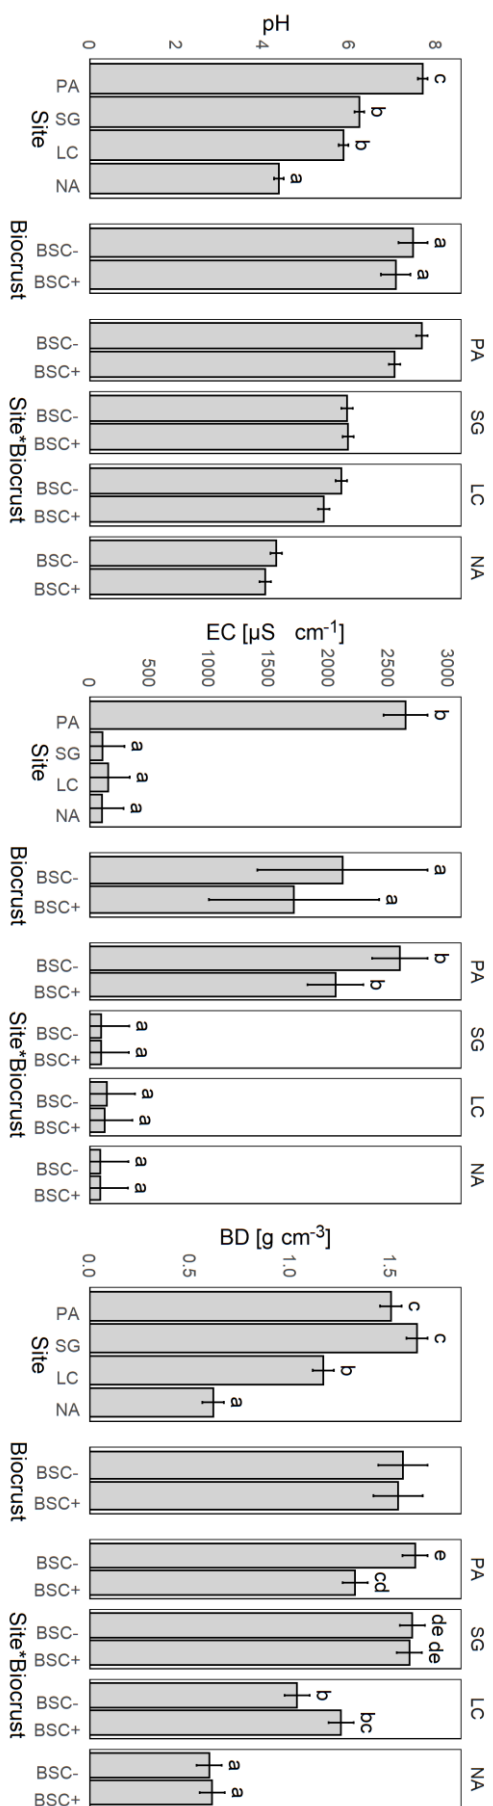 pH
0
2
4
6
8
c
b
b
a
PA
SG
LC
NA
Site
a
a
BSC-
BSC+
Biocrust
PA
SG
LC
NA
BSC-
BSC+
BSC-
BSC+
BSC-
BSC+
BSC-
BSC+
Site*Biocrust
EC [µS cm⁻¹]
0
500
1000
1500
2000
2500
3000
b
a
a
a
PA
SG
LC
NA
Site
a
a
BSC-
BSC+
Biocrust
PA
SG
LC
NA
b
b
a
a
a
a
a
a
BSC-
BSC+
BSC-
BSC+
BSC-
BSC+
BSC-
BSC+
Site*Biocrust
BD [g cm⁻³]
0.0
0.5
1.0
1.5
c
c
b
a
PA
SG
LC
NA
Site
BSC-
BSC+
Biocrust
PA
SG
LC
NA
e
cd
de
de
b
bc
a
a
BSC-
BSC+
BSC-
BSC+
BSC-
BSC+
BSC-
BSC+
Site*Biocrust